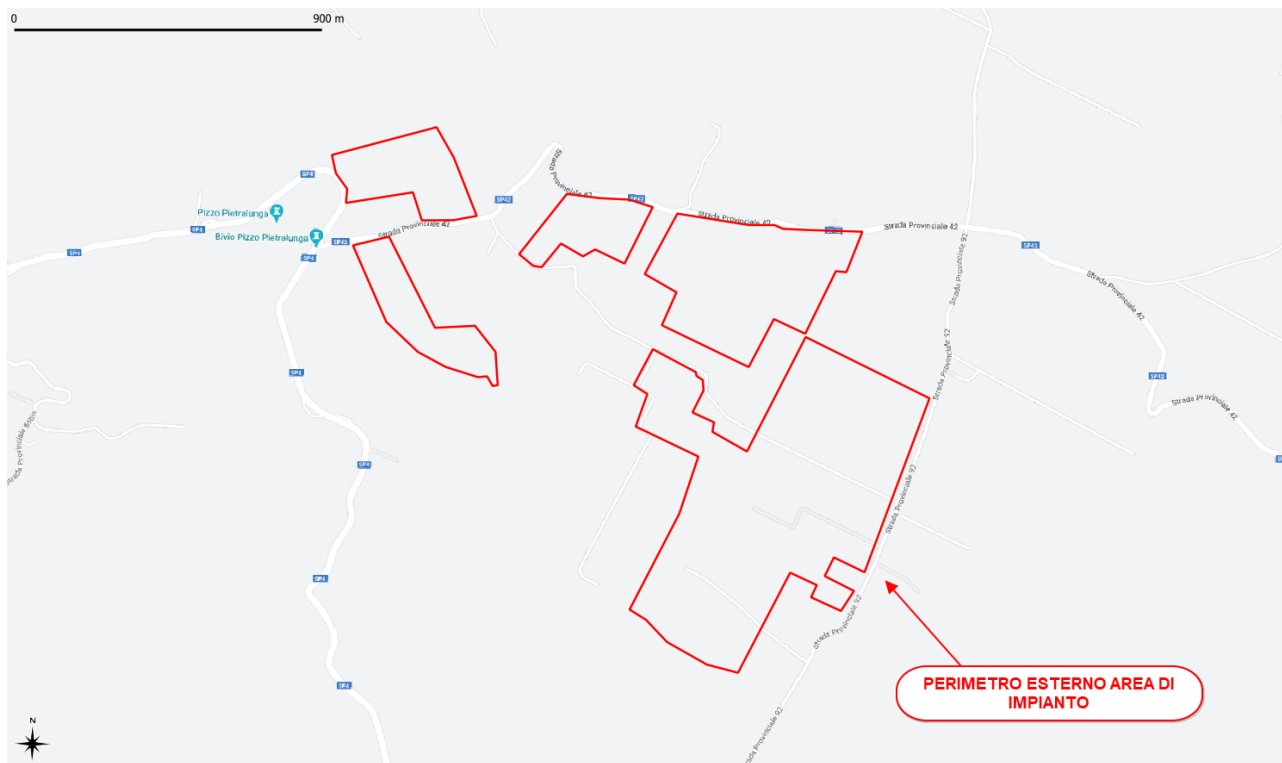 0
900 m
Strada
Provinciale 42
SP4
SP42
SP42
Pizzo Pietralunga
Strada Provinciale 42
SP4
Strada Provinciale 42
Strada Provinciale 42
Bivio Pizzo Pietralunga
SP42
SP42
SP4
SP4
Strada Provinciale 92
Strada Provinciale 42
Strada Provinciale 92
SP4
SP42
Strada Provinciale 42
SP4
Strada Provinciale 92
SP4
Strada Provinciale 92
PERIMETRO ESTERNO AREA DI
IMPIANTO
SP4
Strada Provinciale 92
N